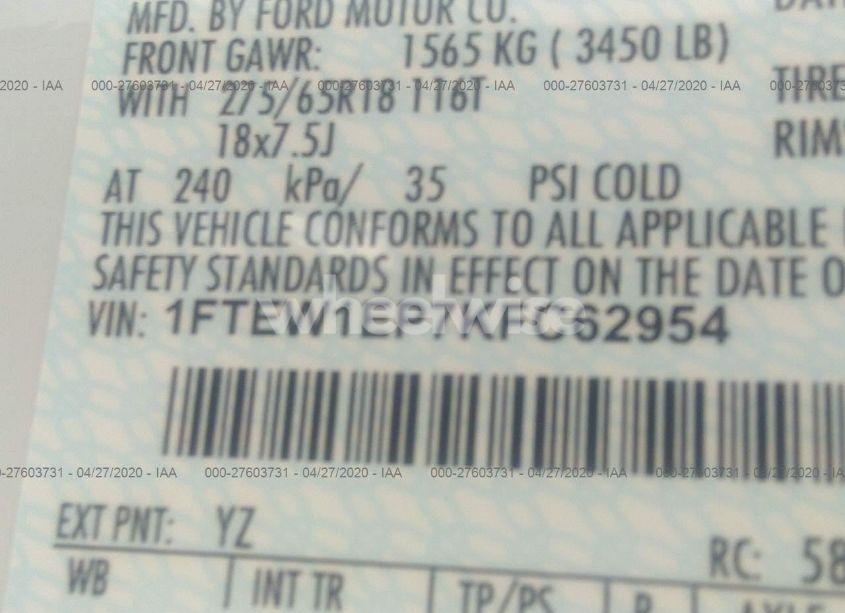 MFD. BY FORD MOTOR CO.
FRONT GAWR: 1565 KG ( 3450 LB)
2020 - IAA 000-27603731 - 04/27/2020 - IAA 000-27603731 - 04/27/2020 - IAA 000-27603731 - 04/27/2020 - IAA 000-2760373
WITH 275/65R18 116T TIRE
18x7.5J RIM
AT 240 kPa/ 35 PSI COLD
THIS VEHICLE CONFORMS TO ALL APPLICABLE
SAFETY STANDARDS IN EFFECT ON THE DATE O
wheelwise
VIN: 1FTEW1EP7KFC62954
-27603731 - 04/27/2020 - IAA 000-27603731 - 04/27/2020 - IAA 000-27603731 - 04/27/2020 - IAA 000-27603731 - 04/27/2020 - IAA
EXT PNT: YZ RC: 58
WB INT TR TP/PS R